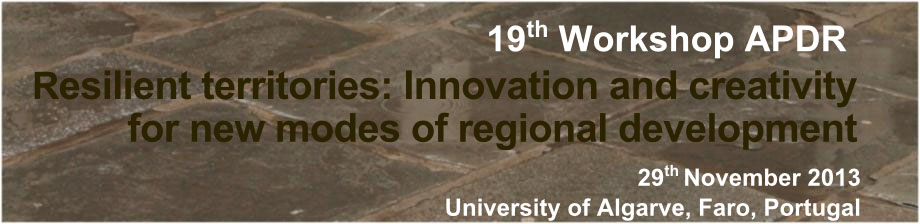 19th Workshop APDR
Resilient territories: Innovation and creativity
for new modes of regional development
29th November 2013
University of Algarve, Faro, Portugal